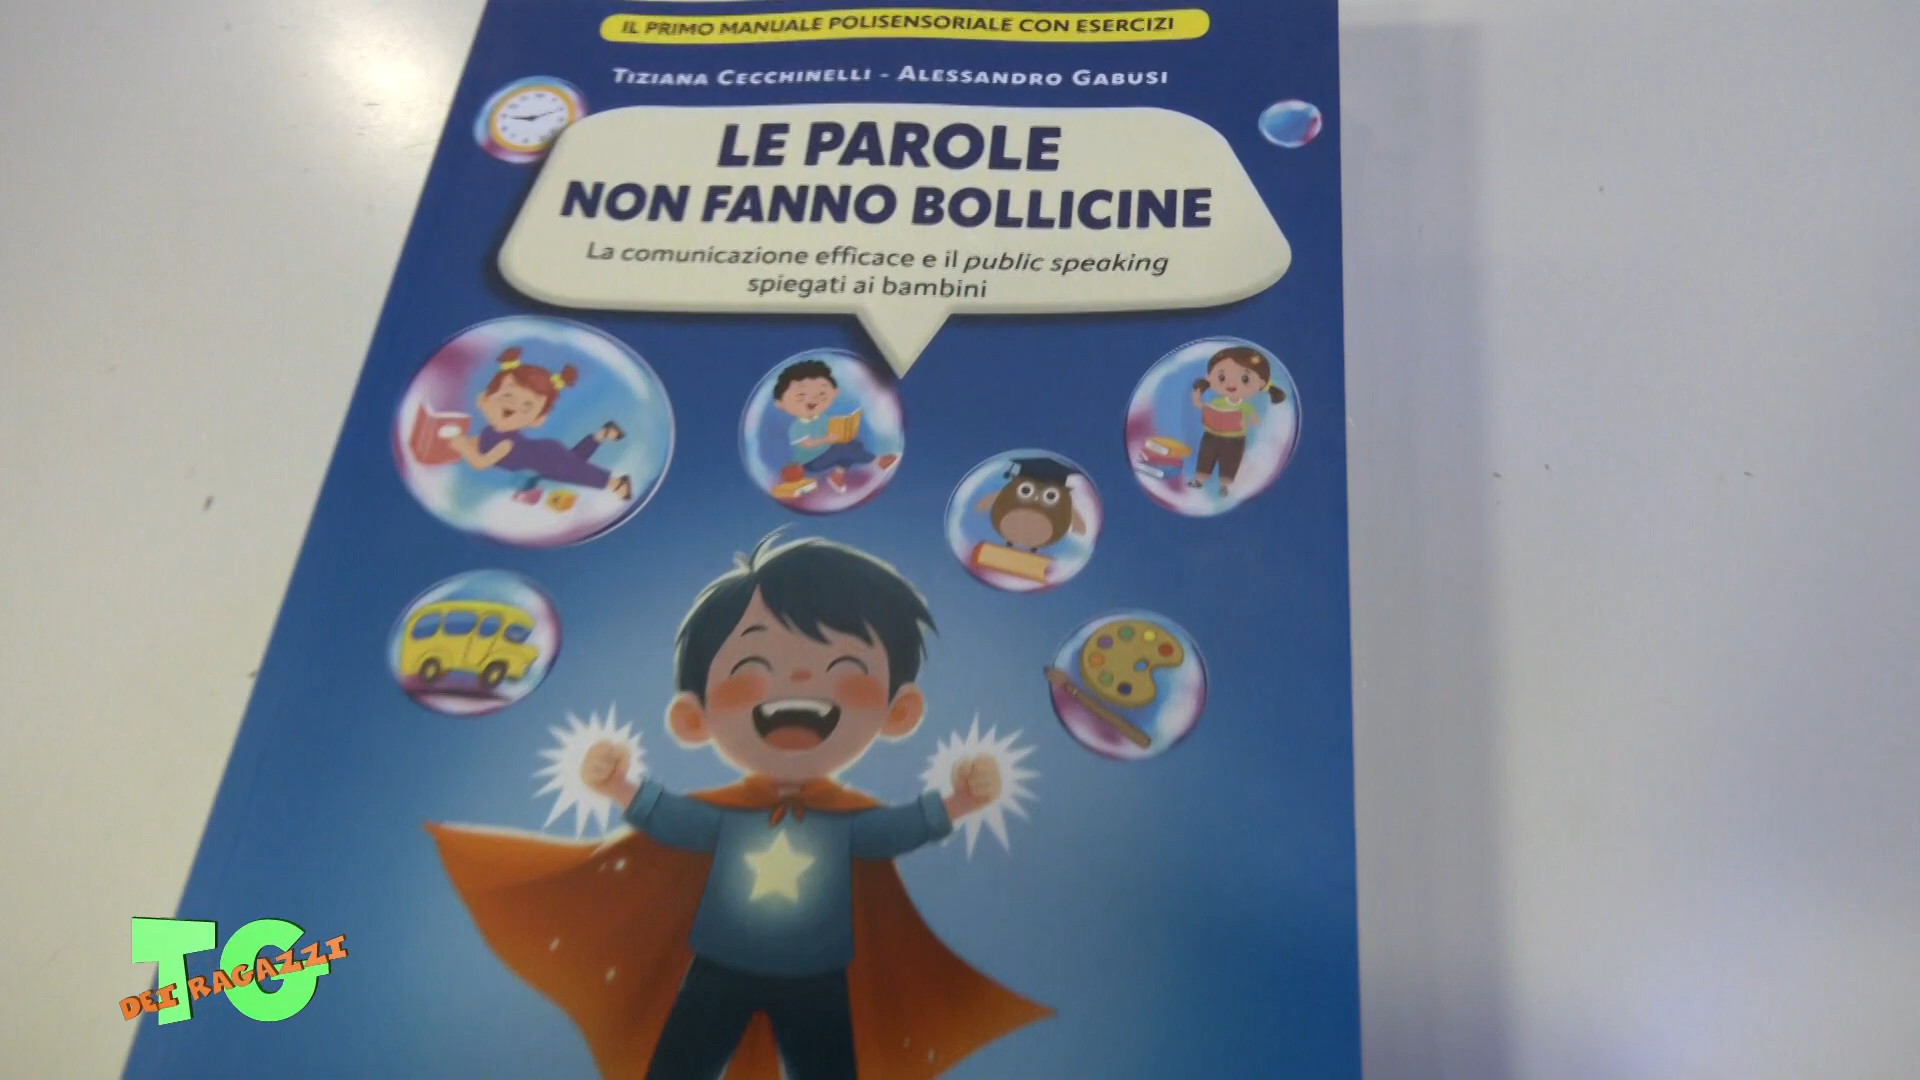 IL PRIMO MANUALE POLISENSORIALE CON ESERCIZI
TIZIANA CECCHINELLI - ALESSANDRO GABUSI
LE PAROLE
NON FANNO BOLLICINE
La comunicazione efficace e il public speaking
spiegati ai bambini
TG
DEI RAGAZZI